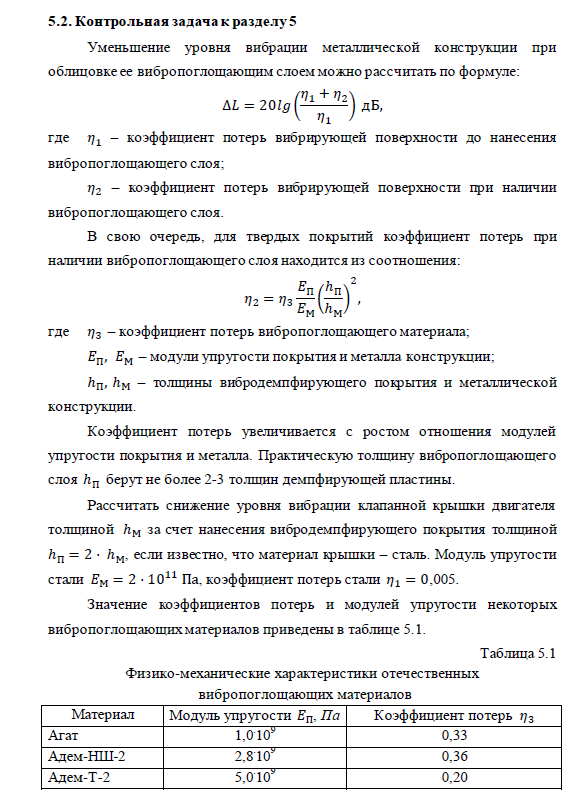 5.2. Контрольная задача к разделу 5
Уменьшение уровня вибрации металлической конструкции при
облицовке ее вибропоглощающим слоем можно рассчитать по формуле:
ΔL = 20lg((η₁ + η₂)/η₁) дБ,
где η₁ – коэффициент потерь вибрирующей поверхности до нанесения
вибропоглощающего слоя;
η₂ – коэффициент потерь вибрирующей поверхности при наличии
вибропоглощающего слоя.
В свою очередь, для твердых покрытий коэффициент потерь при
наличии вибропоглощающего слоя находится из соотношения:
η₂ = η₃ (E_П/E_М)(h_П/h_М)²,
где η₃ – коэффициент потерь вибропоглощающего материала;
E_П, E_М – модули упругости покрытия и металла конструкции;
h_П, h_М – толщины вибродемпфирующего покрытия и металлической
конструкции.
Коэффициент потерь увеличивается с ростом отношения модулей
упругости покрытия и металла. Практическую толщину вибропоглощающего
слоя h_П берут не более 2-3 толщин демпфирующей пластины.
Рассчитать снижение уровня вибрации клапанной крышки двигателя
толщиной h_М за счет нанесения вибродемпфирующего покрытия толщиной
h_П = 2 · h_М, если известно, что материал крышки – сталь. Модуль упругости
стали E_М = 2 · 10¹¹ Па, коэффициент потерь стали η₁ = 0,005.
Значение коэффициентов потерь и модулей упругости некоторых
вибропоглощающих материалов приведены в таблице 5.1.
Таблица 5.1
Физико-механические характеристики отечественных
вибропоглощающих материалов
Материал Модуль упругости E_П, Па Коэффициент потерь η₃
Агат 1,0·10⁹ 0,33
Адем-НШ-2 2,8·10⁹ 0,36
Адем-Т-2 5,0·10⁹ 0,20